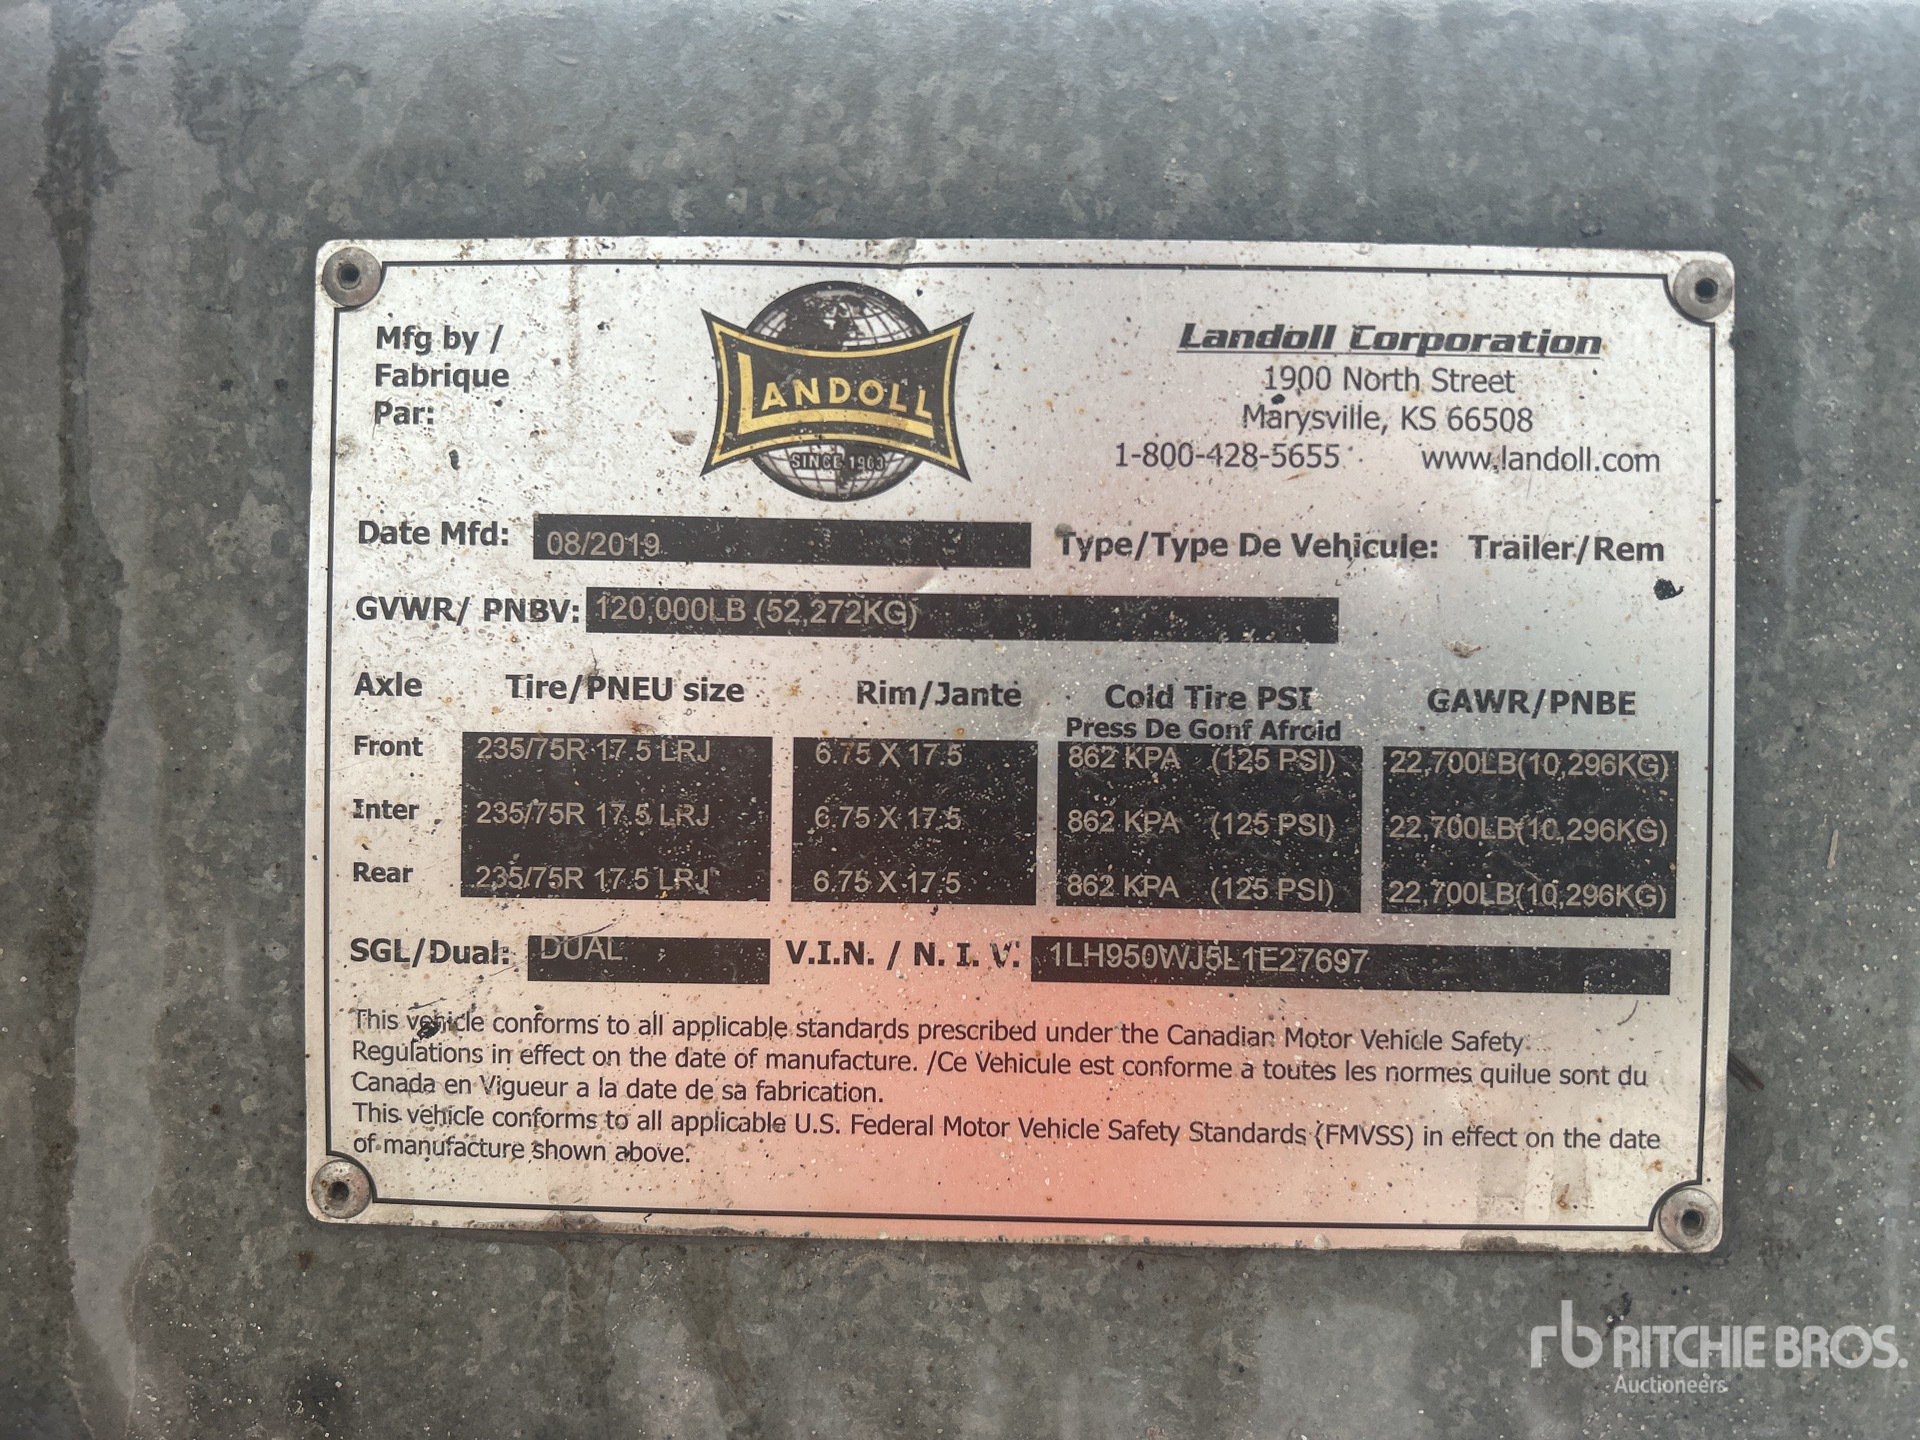 Mfg by /
Fabrique
Par:
LANDOLL
SINCE 1963
Landoll Corporation
1900 North Street
Marysville, KS 66508
1-800-428-5655 www.landoll.com
Date Mfd: 08/2019 Type/Type De Vehicule: Trailer/Rem
GVWR/ PNBV: 120,000LB (52,272KG)
Axle Tire/PNEU size Rim/Jante Cold Tire PSI GAWR/PNBE
Press De Gonf Afroid
Front 235/75R 17.5 LRJ 6.75 X 17.5 862 KPA (125 PSI) 22,700LB(10,296KG)
Inter 235/75R 17.5 LRJ 6.75 X 17.5 862 KPA (125 PSI) 22,700LB(10,296KG)
Rear 235/75R 17.5 LRJ 6.75 X 17.5 862 KPA (125 PSI) 22,700LB(10,296KG)
SGL/Dual: DUAL V.I.N. / N. I. V. 1LH950WJ5L1E27697
This vehicle conforms to all applicable standards prescribed under the Canadian Motor Vehicle Safety
Regulations in effect on the date of manufacture. /Ce Vehicule est conforme a toutes les normes quilue sont du
Canada en Vigueur a la date de sa fabrication.
This vehicle conforms to all applicable U.S. Federal Motor Vehicle Safety Standards (FMVSS) in effect on the date
of manufacture shown above.
rb RITCHIE BROS.
Auctioneers